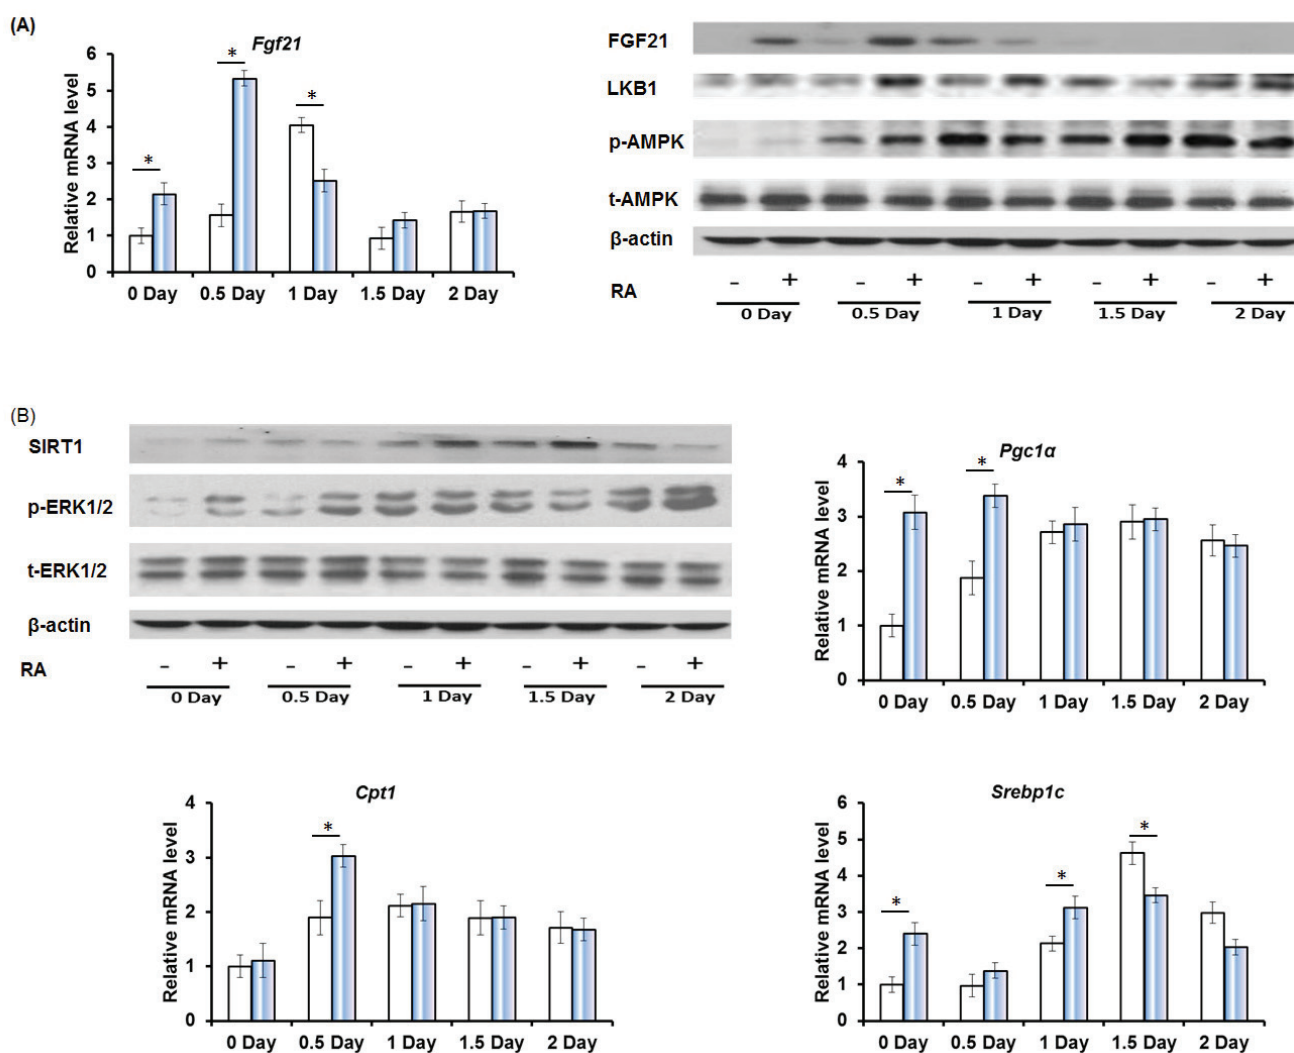 (A)
Fgf21
Relative mRNA level
6
5
4
3
2
1
0
* * *
0 Day 0.5 Day 1 Day 1.5 Day 2 Day
FGF21
LKB1
p-AMPK
t-AMPK
β-actin
RA - + - + - + - + - +
0 Day 0.5 Day 1 Day 1.5 Day 2 Day
(B)
SIRT1
p-ERK1/2
t-ERK1/2
β-actin
RA - + - + - + - + - +
0 Day 0.5 Day 1 Day 1.5 Day 2 Day
Pgc1α
Relative mRNA level
4
3
2
1
0
* *
0 Day 0.5 Day 1 Day 1.5 Day 2 Day
Cpt1
Relative mRNA level
4
3
2
1
0
*
0 Day 0.5 Day 1 Day 1.5 Day 2 Day
Srebp1c
Relative mRNA level
6
5
4
3
2
1
0
* * *
0 Day 0.5 Day 1 Day 1.5 Day 2 Day